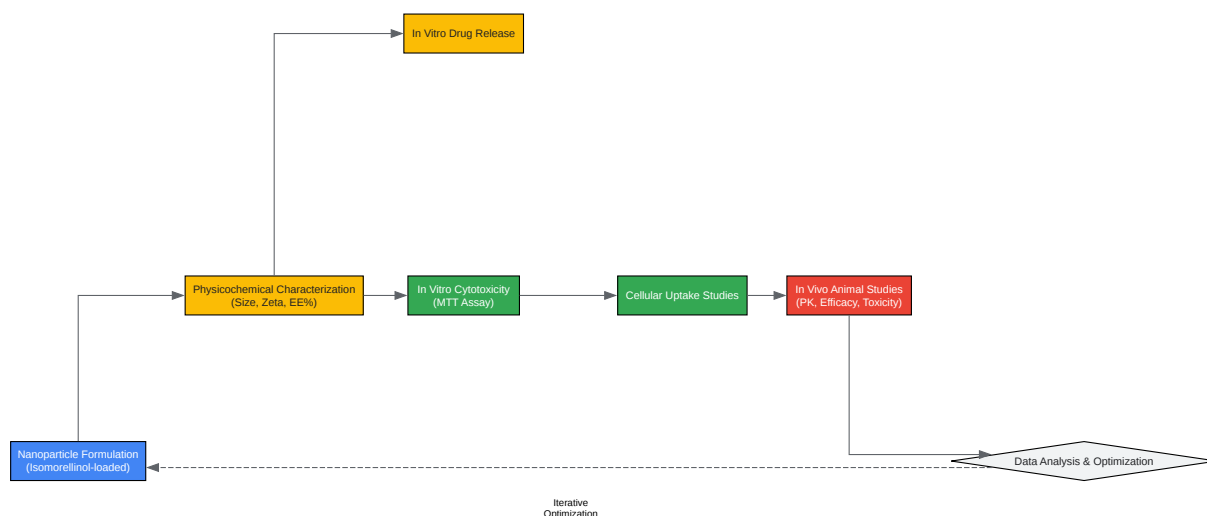 In Vitro Drug Release
Physicochemical Characterization
(Size, Zeta, EE%)
In Vitro Cytotoxicity
(MTT Assay)
Cellular Uptake Studies
In Vivo Animal Studies
(PK, Efficacy, Toxicity)
Nanoparticle Formulation
(Isomorellinol-loaded)
Data Analysis & Optimization
Iterative
Optimization